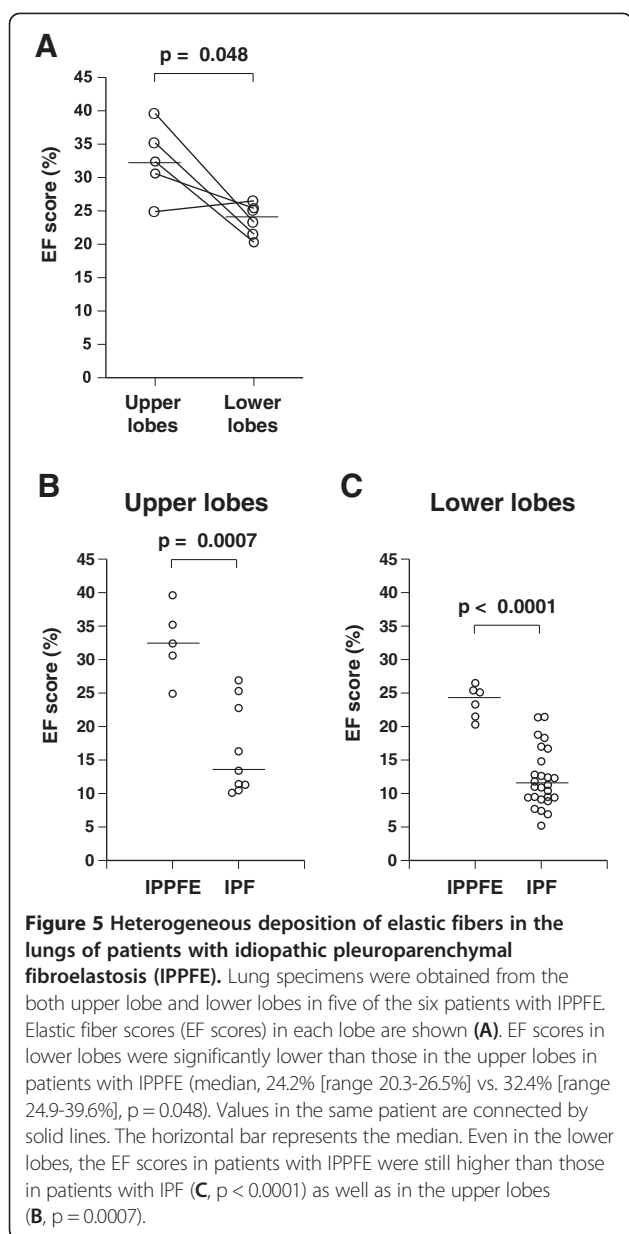 A
p = 0.048
45
40
35
30
25
20
15
10
5
0
EF score (%)
Upper lobes
Lower lobes
B
Upper lobes
p = 0.0007
45
40
35
30
25
20
15
10
5
0
EF score (%)
IPPFE
IPF
C
Lower lobes
p < 0.0001
45
40
35
30
25
20
15
10
5
0
EF score (%)
IPPFE
IPF
Figure 5 Heterogeneous deposition of elastic fibers in the
lungs of patients with idiopathic pleuroparenchymal
fibroelastosis (IPPFE). Lung specimens were obtained from the
both upper lobe and lower lobes in five of the six patients with IPPFE.
Elastic fiber scores (EF scores) in each lobe are shown (A). EF scores in
lower lobes were significantly lower than those in the upper lobes in
patients with IPPFE (median, 24.2% [range 20.3-26.5%] vs. 32.4% [range
24.9-39.6%], p = 0.048). Values in the same patient are connected by
solid lines. The horizontal bar represents the median. Even in the lower
lobes, the EF scores in patients with IPPFE were still higher than those
in patients with IPF (C, p < 0.0001) as well as in the upper lobes
(B, p = 0.0007).